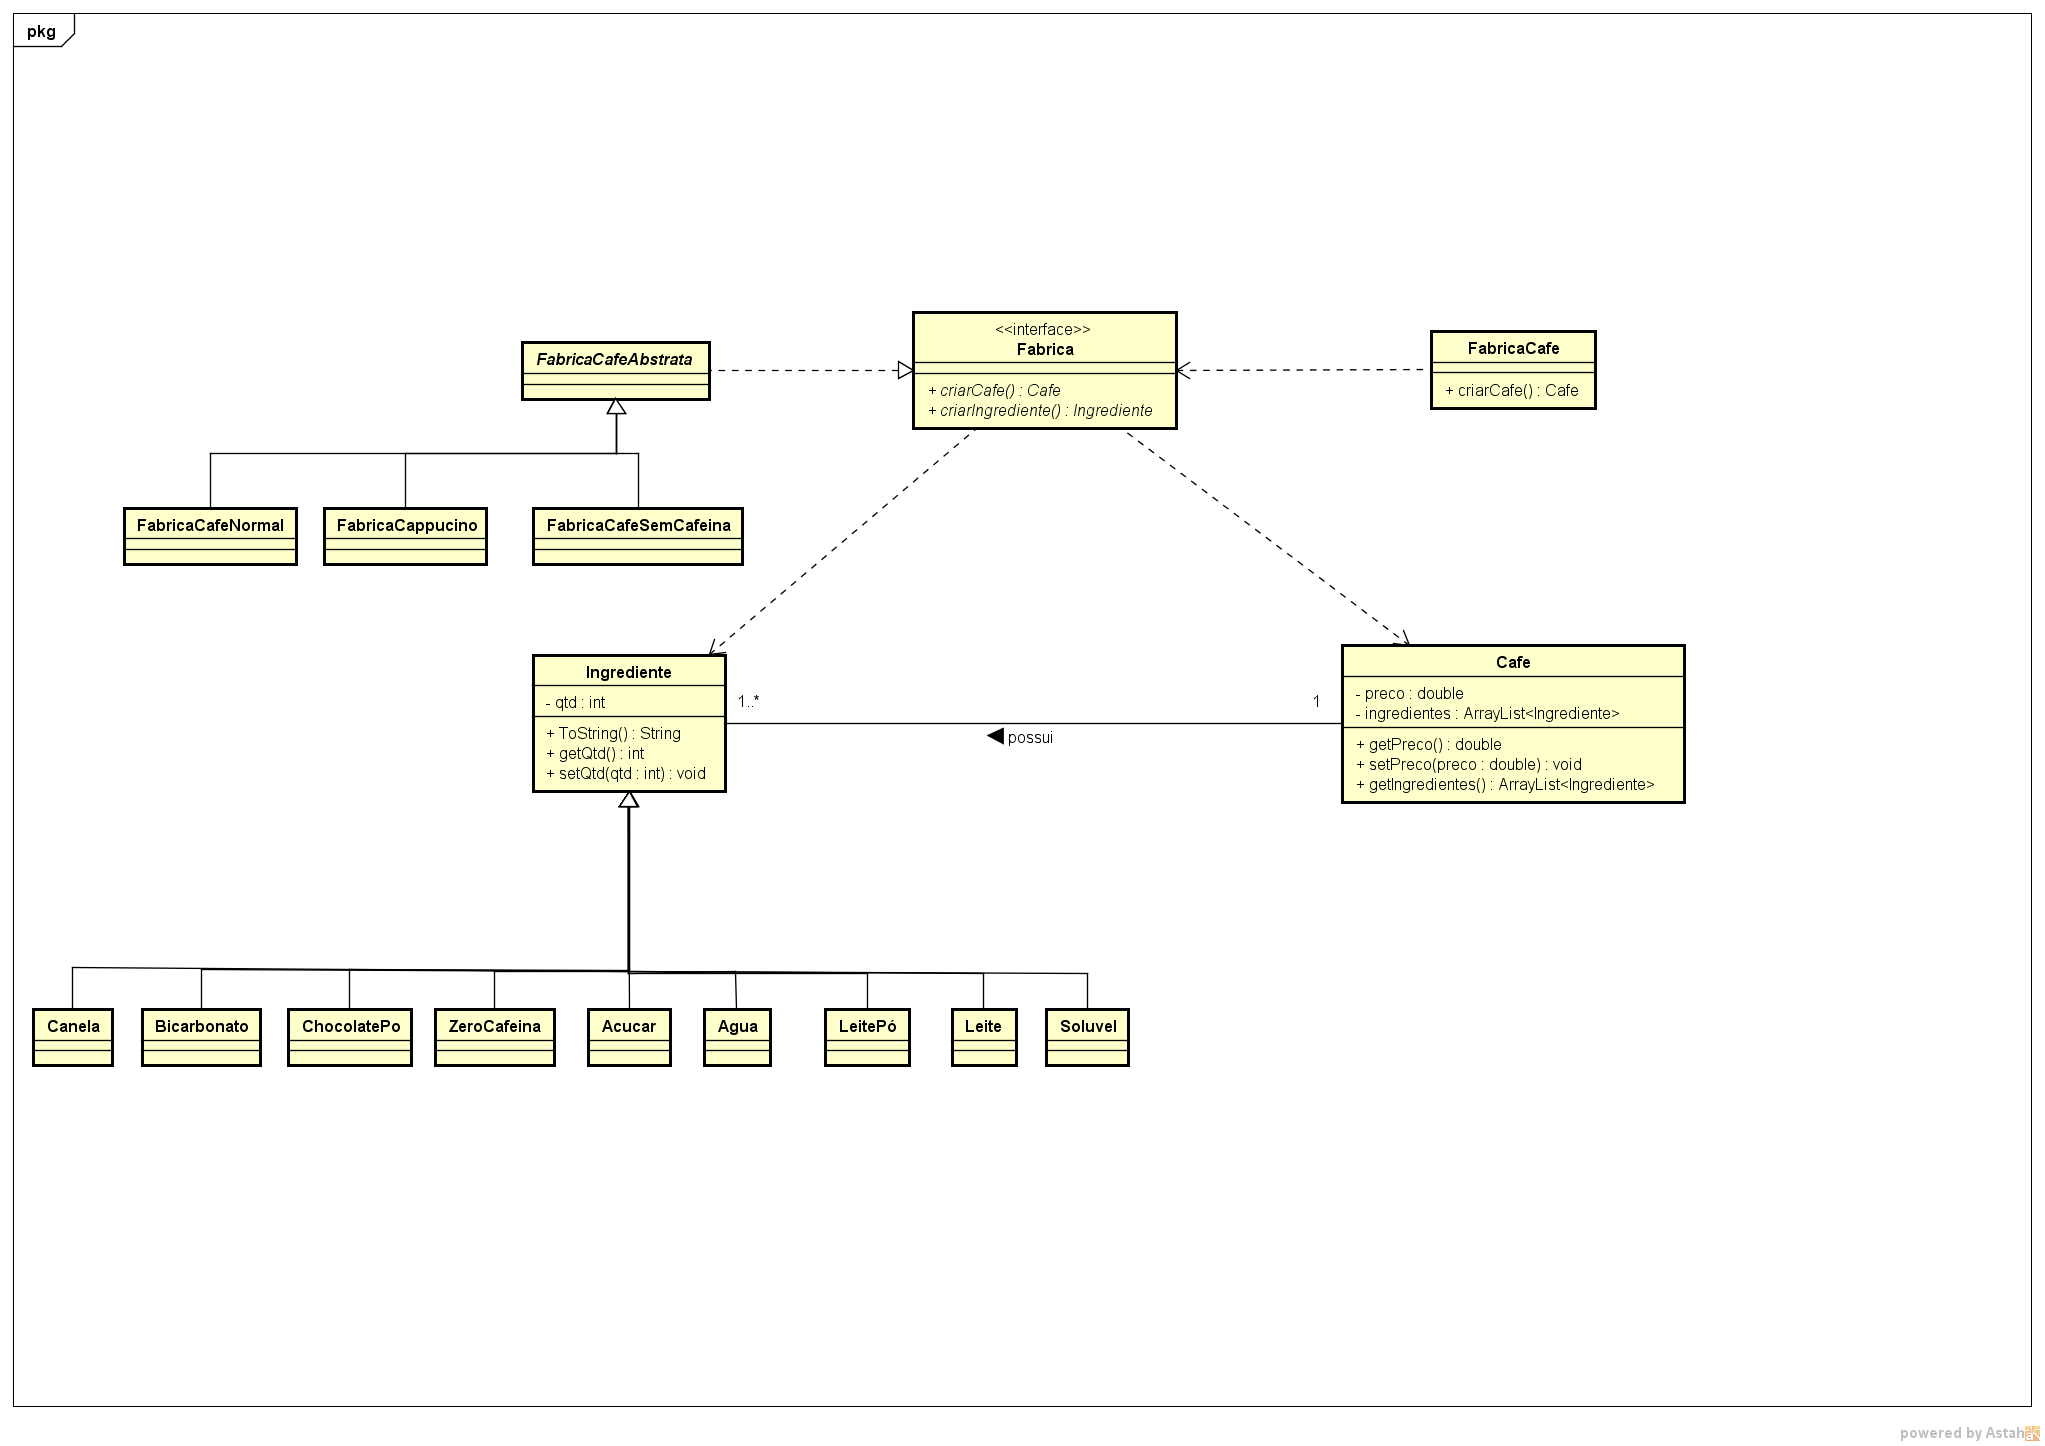 pkg
<<interface>>
Fabrica
+ criarCafe() : Cafe
+ criarIngrediente() : Ingrediente
FabricaCafeAbstrata
FabricaCafe
+ criarCafe() : Cafe
FabricaCafeNormal
FabricaCappucino
FabricaCafeSemCafeina
Ingrediente
- qtd : int
+ ToString() : String
+ getQtd() : int
+ setQtd(qtd : int) : void
1..*
1
possui
Cafe
- preco : double
- ingredientes : ArrayList<Ingrediente>
+ getPreco() : double
+ setPreco(preco : double) : void
+ getIngredientes() : ArrayList<Ingrediente>
Canela
Bicarbonato
ChocolatePo
ZeroCafeina
Acucar
Agua
LeitePó
Leite
Soluvel
powered by Astah